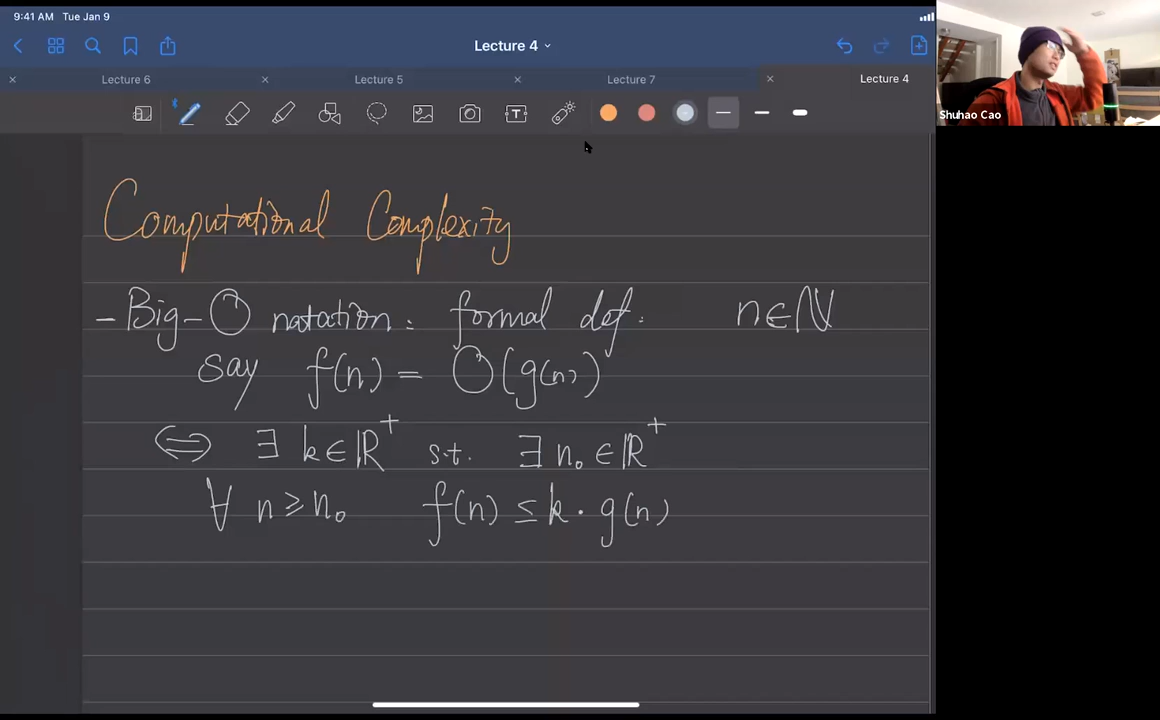 9:41 AM Tue Jan 9
Lecture 4
Lecture 6
Lecture 5
Lecture 7
Lecture 4
Shuhao Cao
Computational Complexity
- Big-O notation: formal def: n∈ℕ
say f(n) = O(g(n))
⇔ ∃ k∈ℝ⁺ s.t. ∃ n₀ ∈ℝ⁺
∀ n ≥ n₀ f(n) ≤ k · g(n)